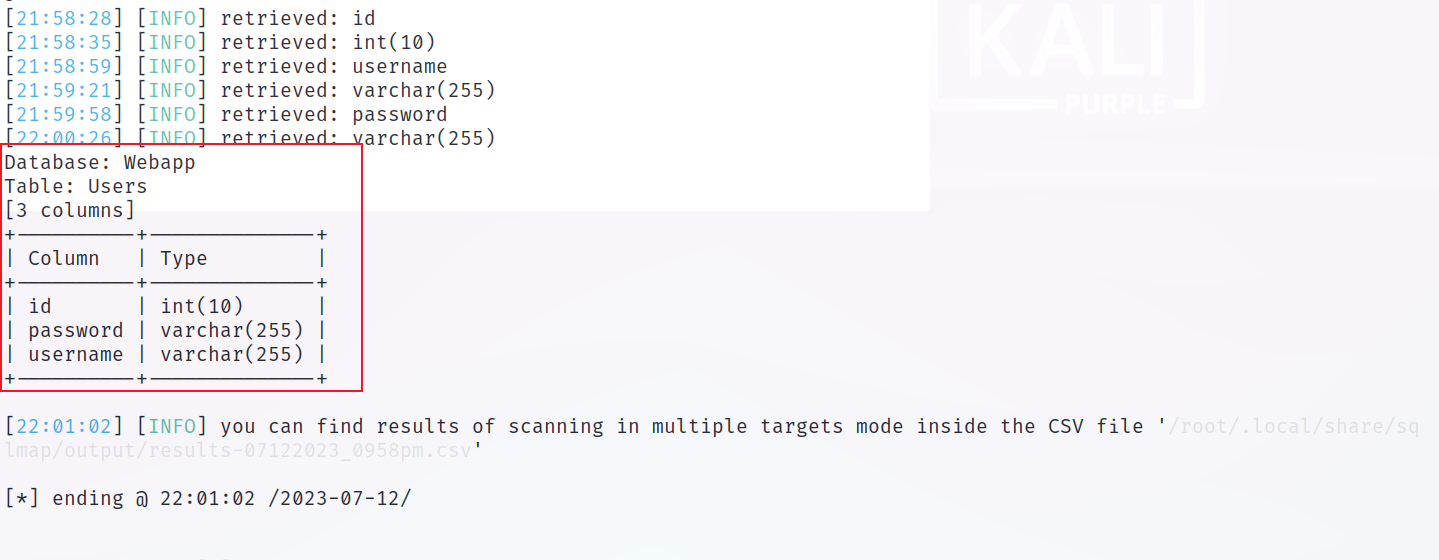 [21:58:28] [INFO] retrieved: id
[21:58:35] [INFO] retrieved: int(10)
[21:58:59] [INFO] retrieved: username
[21:59:21] [INFO] retrieved: varchar(255)
[21:59:58] [INFO] retrieved: password
[22:00:26] [INFO] retrieved: varchar(255)
KALI
PURPLE
Database: Webapp
Table: Users
[3 columns]
+----------+--------------+
| Column   | Type         |
+----------+--------------+
| id       | int(10)      |
| password | varchar(255) |
| username | varchar(255) |
+----------+--------------+
[22:01:02] [INFO] you can find results of scanning in multiple targets mode inside the CSV file '/root/.local/share/sq
lmap/output/results-07122023_0958pm.csv'
[*] ending @ 22:01:02 /2023-07-12/